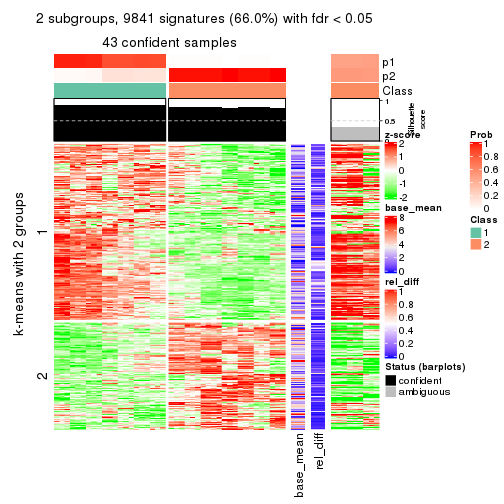 2 subgroups, 9841 signatures (66.0%) with fdr < 0.05
43 confident samples
p1
p2
Class
1
0.5
0
Silhouette
score
k-means with 2 groups
1
2
base_mean
rel_diff
z-score
2
1
0
-1
-2
base_mean
8
6
4
2
0
rel_diff
1
0.8
0.6
0.4
0.2
0
Status (barplots)
confident
ambiguous
Prob
1
0.8
0.6
0.4
0.2
0
Class
1
2